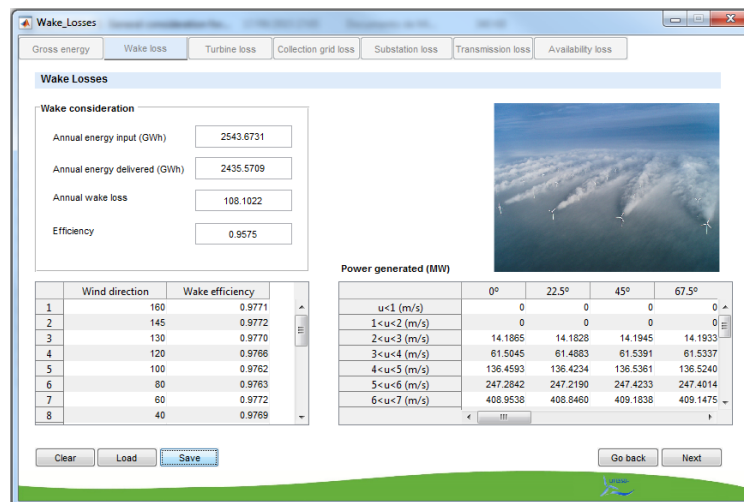 Wake_Losses
Gross energy
Wake loss
Turbine loss
Collection grid loss
Substation loss
Transmission loss
Availability loss
Wake Losses
Wake consideration
Annual energy input (GWh) 2543.6731
Annual energy delivered (GWh) 2435.5709
Annual wake loss 108.1022
Efficiency 0.9575
Wind direction Wake efficiency
1 160 0.9771
2 145 0.9772
3 130 0.9770
4 120 0.9766
5 100 0.9762
6 80 0.9763
7 60 0.9772
8 40 0.9769
Power generated (MW)
0º 22.5º 45º 67.5º
u<1 (m/s) 0 0 0 0
1<u<2 (m/s) 0 0 0 0
2<u<3 (m/s) 14.1865 14.1828 14.1945 14.1933
3<u<4 (m/s) 61.5045 61.4883 61.5391 61.5337
4<u<5 (m/s) 136.4593 136.4234 136.5361 136.5240
5<u<6 (m/s) 247.2842 247.2190 247.4233 247.4014
6<u<7 (m/s) 408.9538 408.8460 409.1838 409.1475
Clear
Load
Save
Go back
Next